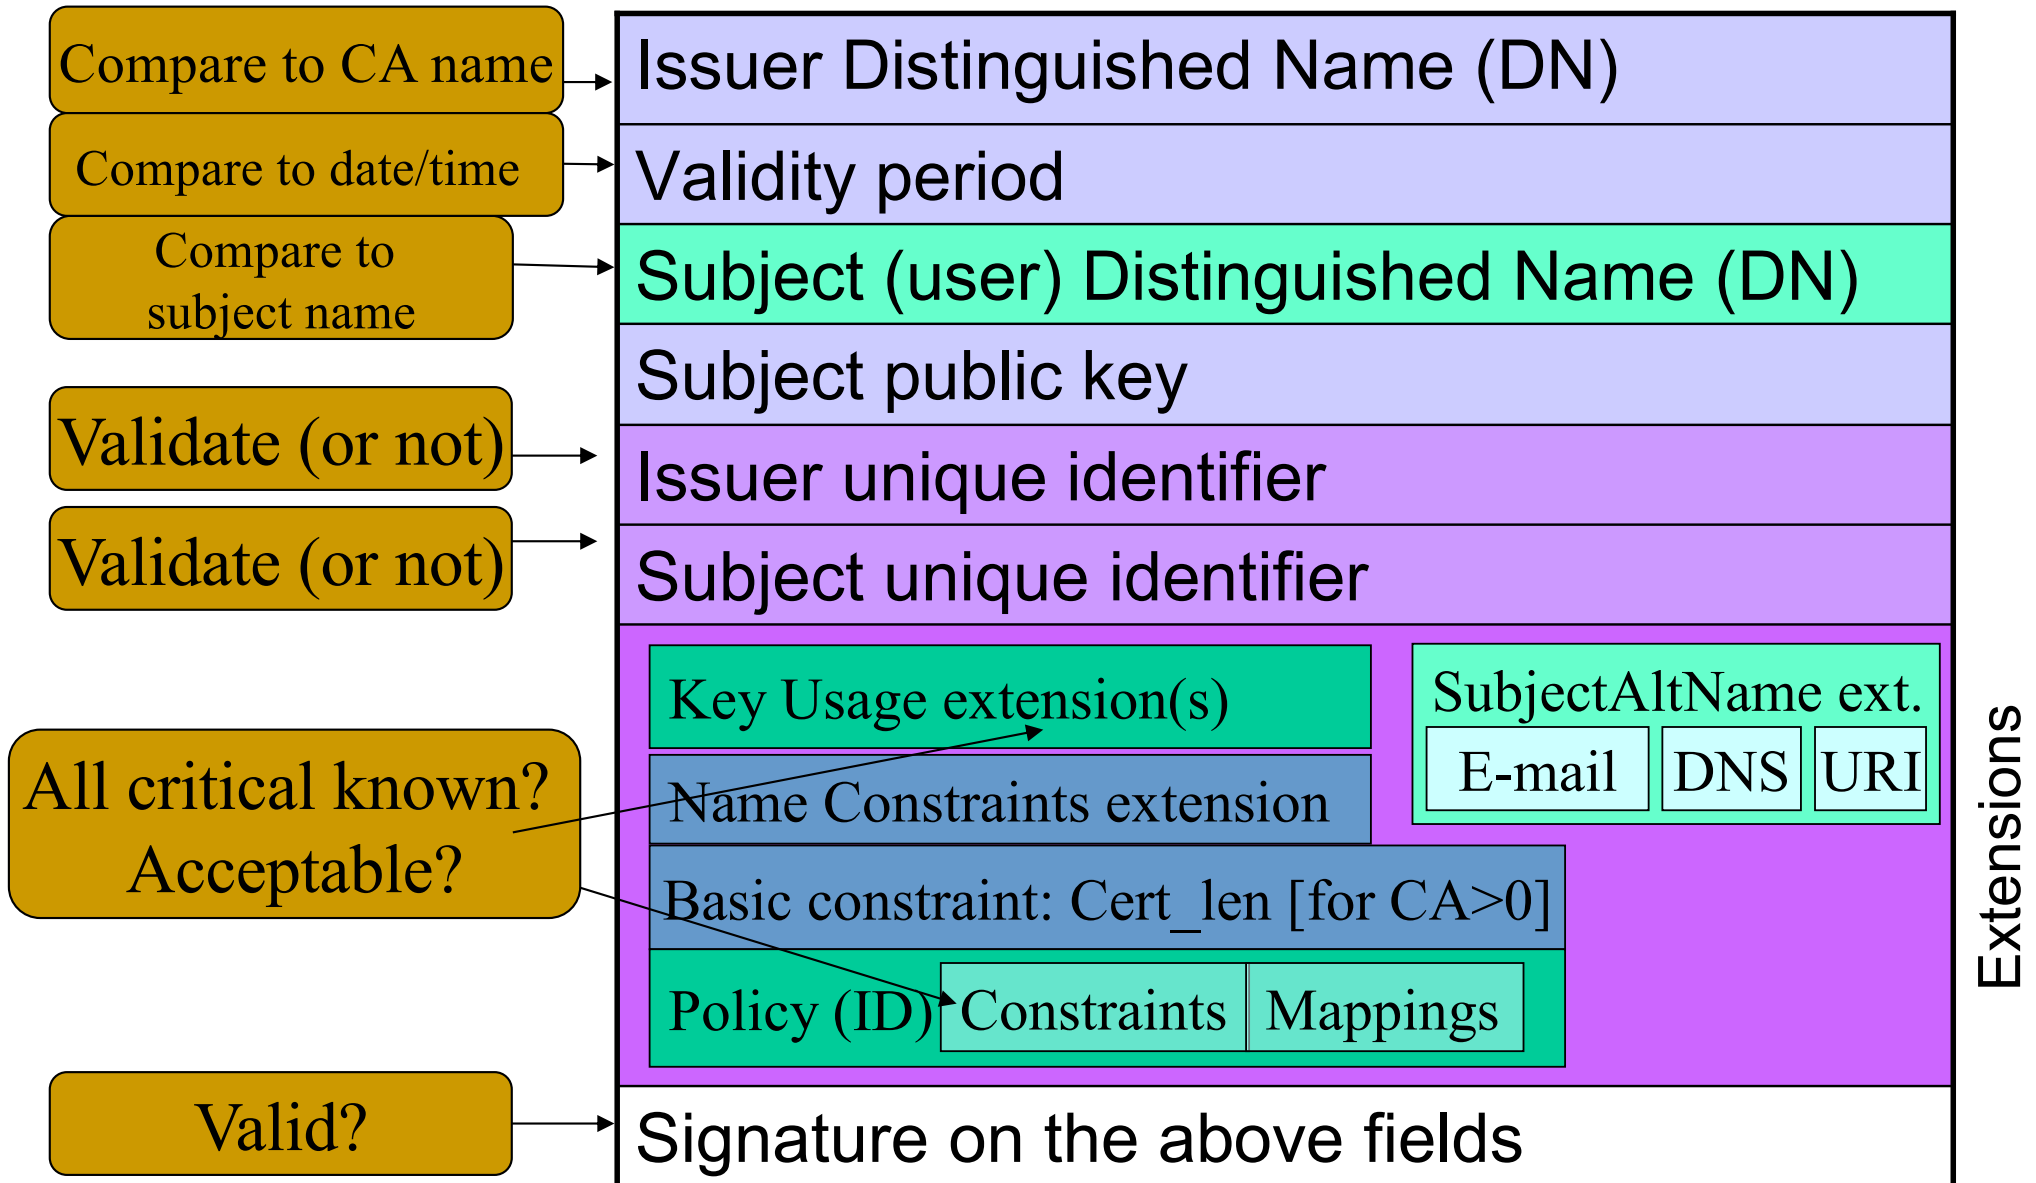 Compare to CA name
Issuer Distinguished Name (DN)
Compare to date/time
Validity period
Compare to
subject name
Subject (user) Distinguished Name (DN)
Subject public key
Validate (or not)
Issuer unique identifier
Validate (or not)
Subject unique identifier
Key Usage extension(s)
SubjectAltName ext.
E-mail
DNS
URI
All critical known?
Acceptable?
Name Constraints extension
Basic constraint: Cert_len [for CA>0]
Policy (ID)
Constraints
Mappings
Extensions
Valid?
Signature on the above fields